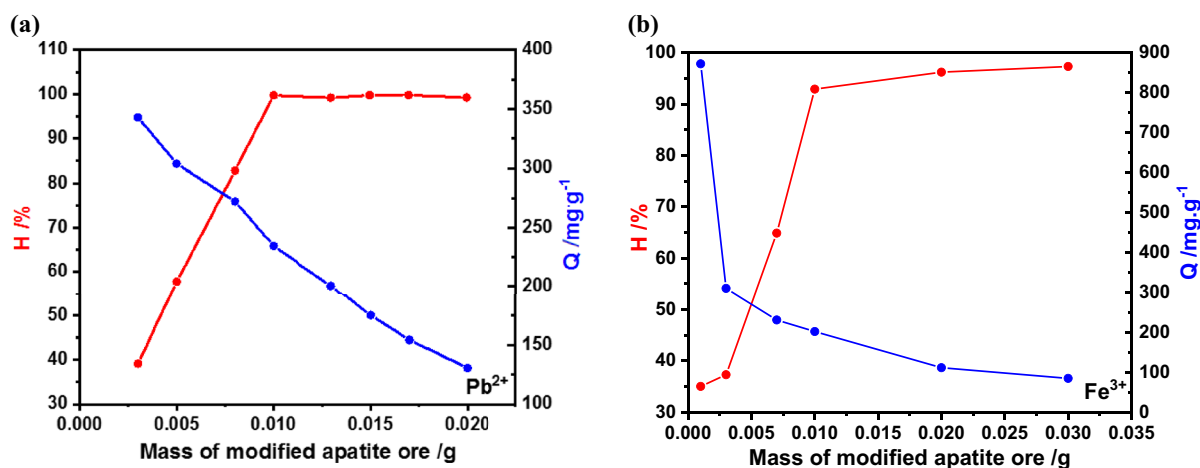 (a)
110
100
90
80
70
60
50
40
30
H /%
400
350
300
250
200
150
100
Q /mg·g⁻¹
Pb²⁺
0.000 0.005 0.010 0.015 0.020
Mass of modified apatite ore /g
(b)
100
90
80
70
60
50
40
30
H /%
900
800
700
600
500
400
300
200
100
0
Q /mg.g⁻¹
Fe³⁺
0.000 0.005 0.010 0.015 0.020 0.025 0.030 0.035
Mass of modified apatite ore /g